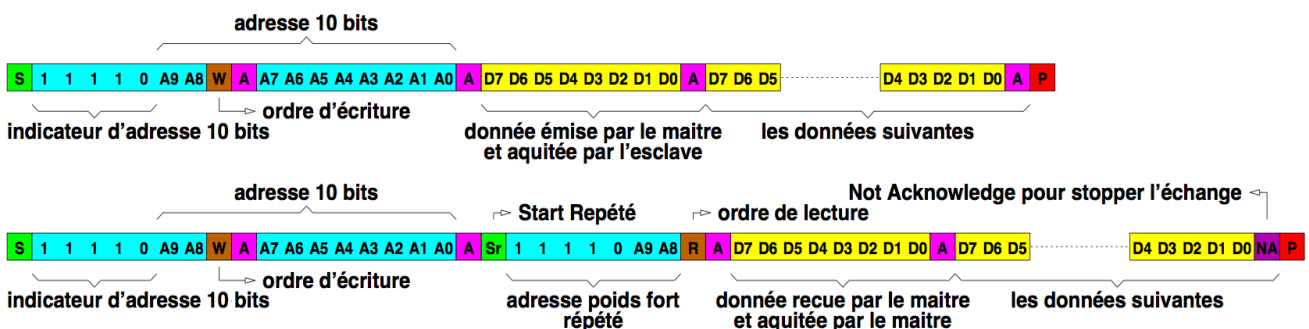 adresse 10 bits
S 1 1 1 1 0 A9 A8 W A A7 A6 A5 A4 A3 A2 A1 A0 A D7 D6 D5 D4 D3 D2 D1 D0 A D7 D6 D5 D4 D3 D2 D1 D0 A P
ordre d'écriture
indicateur d'adresse 10 bits donnée émise par le maitre les données suivantes
et aquitée par l'esclave
adresse 10 bits Not Acknowledge pour stopper l'échange
Start Repété ordre de lecture
S 1 1 1 1 0 A9 A8 W A A7 A6 A5 A4 A3 A2 A1 A0 A Sr 1 1 1 1 0 A9 A8 R A D7 D6 D5 D4 D3 D2 D1 D0 A D7 D6 D5 D4 D3 D2 D1 D0 NA P
ordre d'écriture
indicateur d'adresse 10 bits adresse poids fort donnée recue par le maitre les données suivantes
répété et aquitée par le maitre